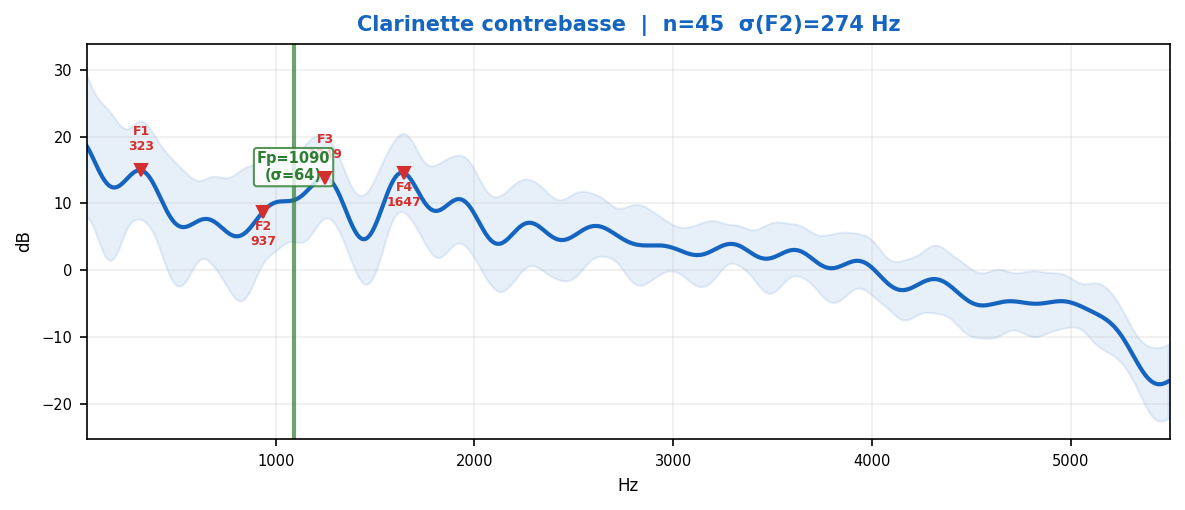 Clarinette contrebasse | n=45 σ(F2)=274 Hz
dB
30
20
10
0
−10
−20
F1
323
Fp=1090
(σ=64)
F3
F2
937
F4
1647
1000
2000
3000
4000
5000
Hz